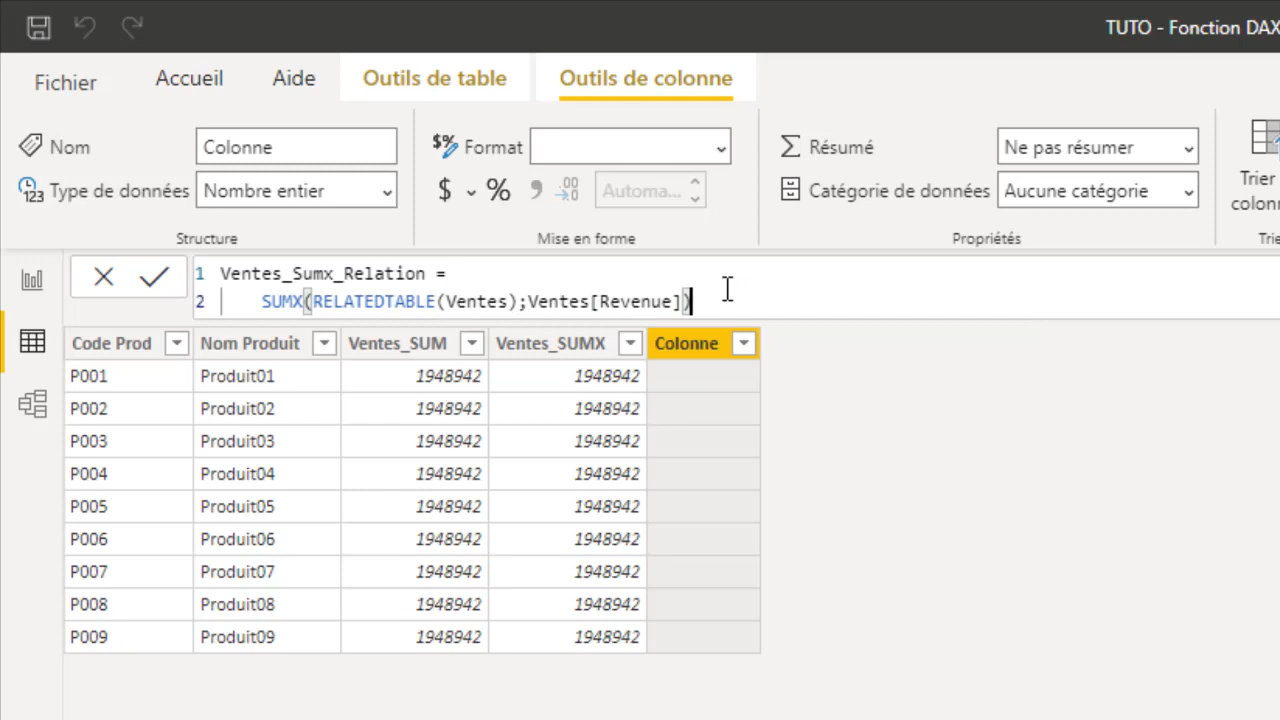 TUTO - Fonction DAX
Fichier Accueil Aide Outils de table Outils de colonne
Nom Colonne $% Format Σ Résumé Ne pas résumer
Trier
123 Type de données Nombre entier $ % 9 .00 Automa... Catégorie de données Aucune catégorie
colonn
Structure Mise en forme Propriétés Trie
1 Ventes_Sumx_Relation =
2 SUMX(RELATEDTABLE(Ventes);Ventes[Revenue])
Code Prod Nom Produit Ventes_SUM Ventes_SUMX Colonne
P001 Produit01 1948942 1948942
P002 Produit02 1948942 1948942
P003 Produit03 1948942 1948942
P004 Produit04 1948942 1948942
P005 Produit05 1948942 1948942
P006 Produit06 1948942 1948942
P007 Produit07 1948942 1948942
P008 Produit08 1948942 1948942
P009 Produit09 1948942 1948942